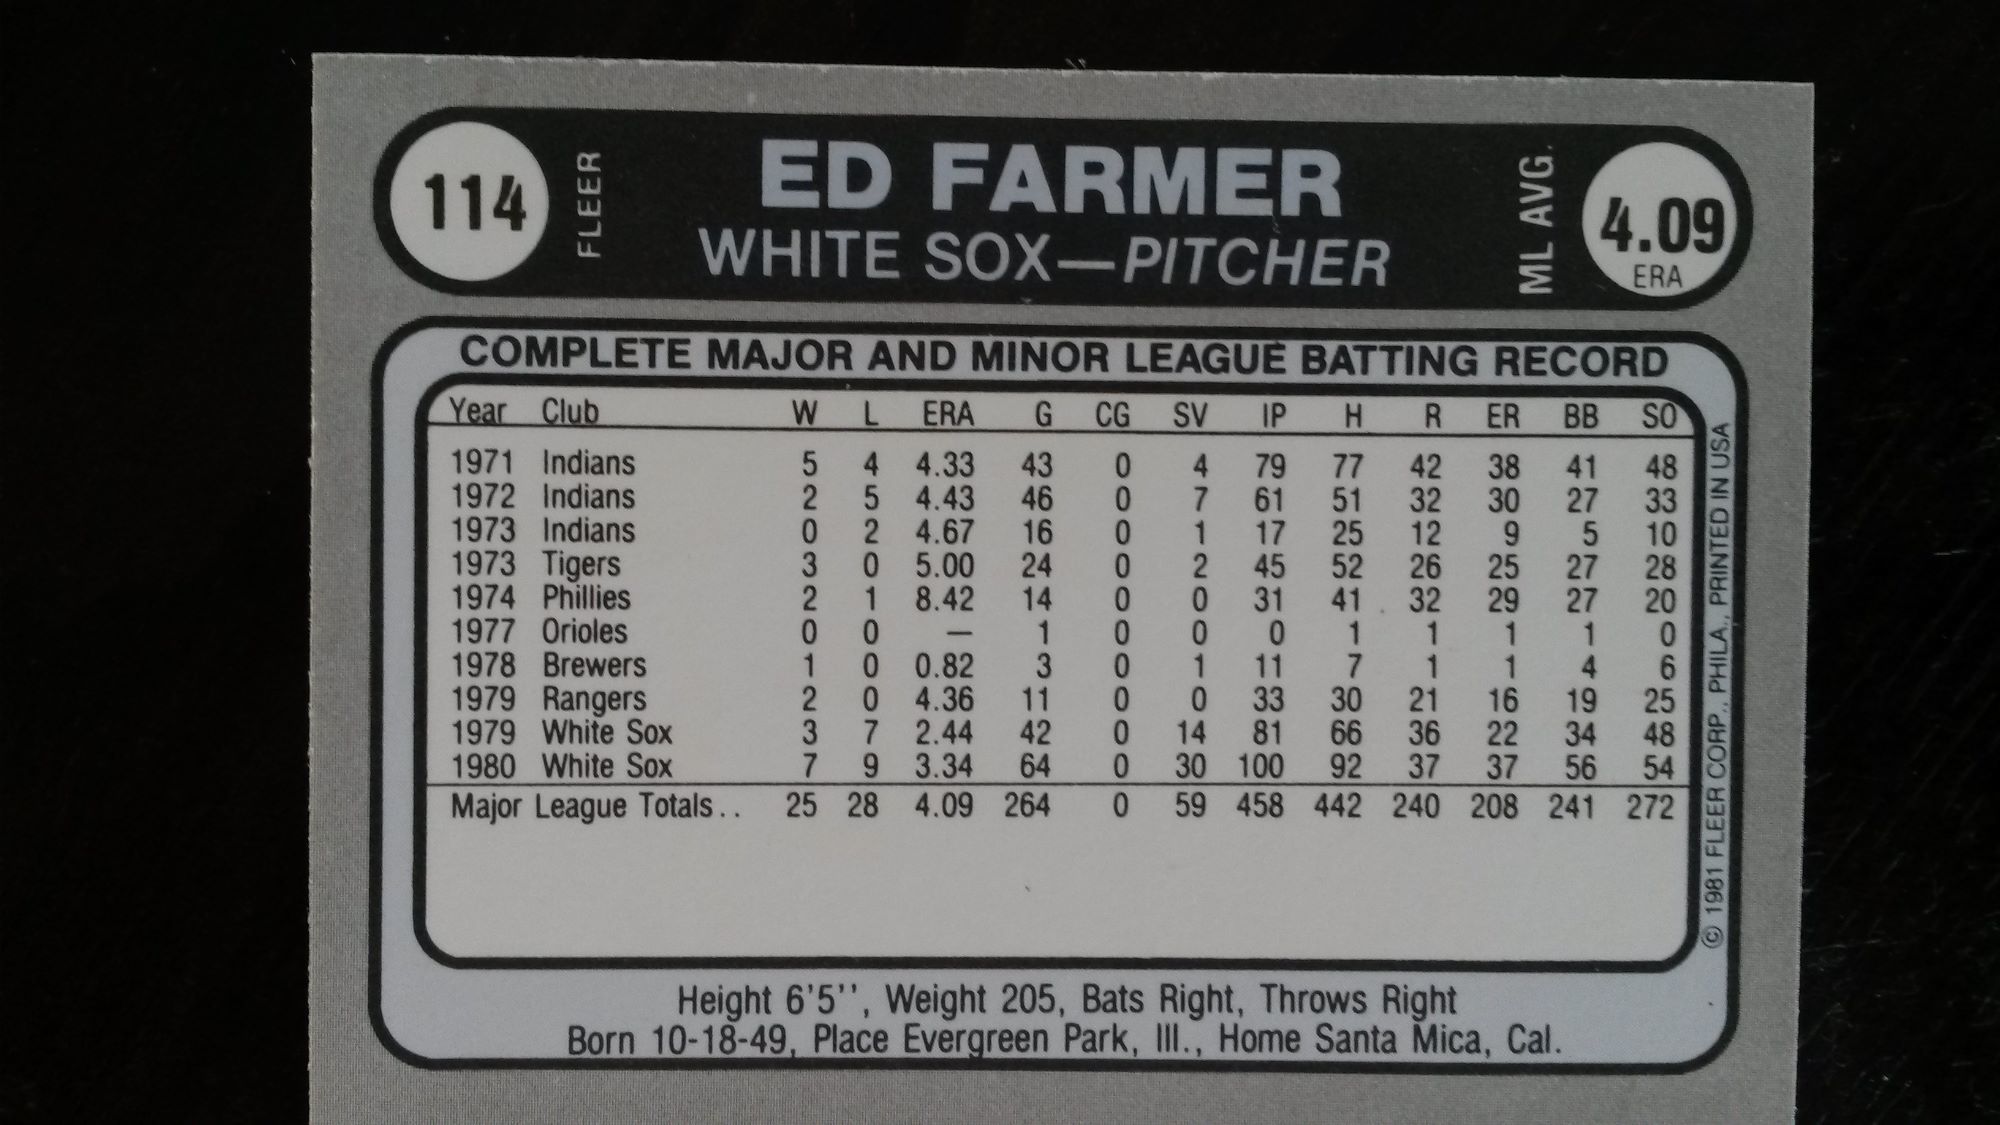 114 FLEER ED FARMER ML AVG. 4.09
WHITE SOX—PITCHER ERA
COMPLETE MAJOR AND MINOR LEAGUE BATTING RECORD
Year Club W L ERA G CG SV IP H R ER BB SO
1971 Indians 5 4 4.33 43 0 4 79 77 42 38 41 48
1972 Indians 2 5 4.43 46 0 7 61 51 32 30 27 33
1973 Indians 0 2 4.67 16 0 1 17 25 12 9 5 10
1973 Tigers 3 0 5.00 24 0 2 45 52 26 25 27 28
1974 Phillies 2 1 8.42 14 0 0 31 41 32 29 27 20
1977 Orioles 0 0 — 1 0 0 0 1 1 1 1 0
1978 Brewers 1 0 0.82 3 0 1 11 7 1 1 4 6
1979 Rangers 2 0 4.36 11 0 0 33 30 21 16 19 25
1979 White Sox 3 7 2.44 42 0 14 81 66 36 22 34 48
1980 White Sox 7 9 3.34 64 0 30 100 92 37 37 56 54
Major League Totals.. 25 28 4.09 264 0 59 458 442 240 208 241 272
© 1981 FLEER CORP., PHILA., PRINTED IN USA
Height 6'5'', Weight 205, Bats Right, Throws Right
Born 10-18-49, Place Evergreen Park, Ill., Home Santa Mica, Cal.